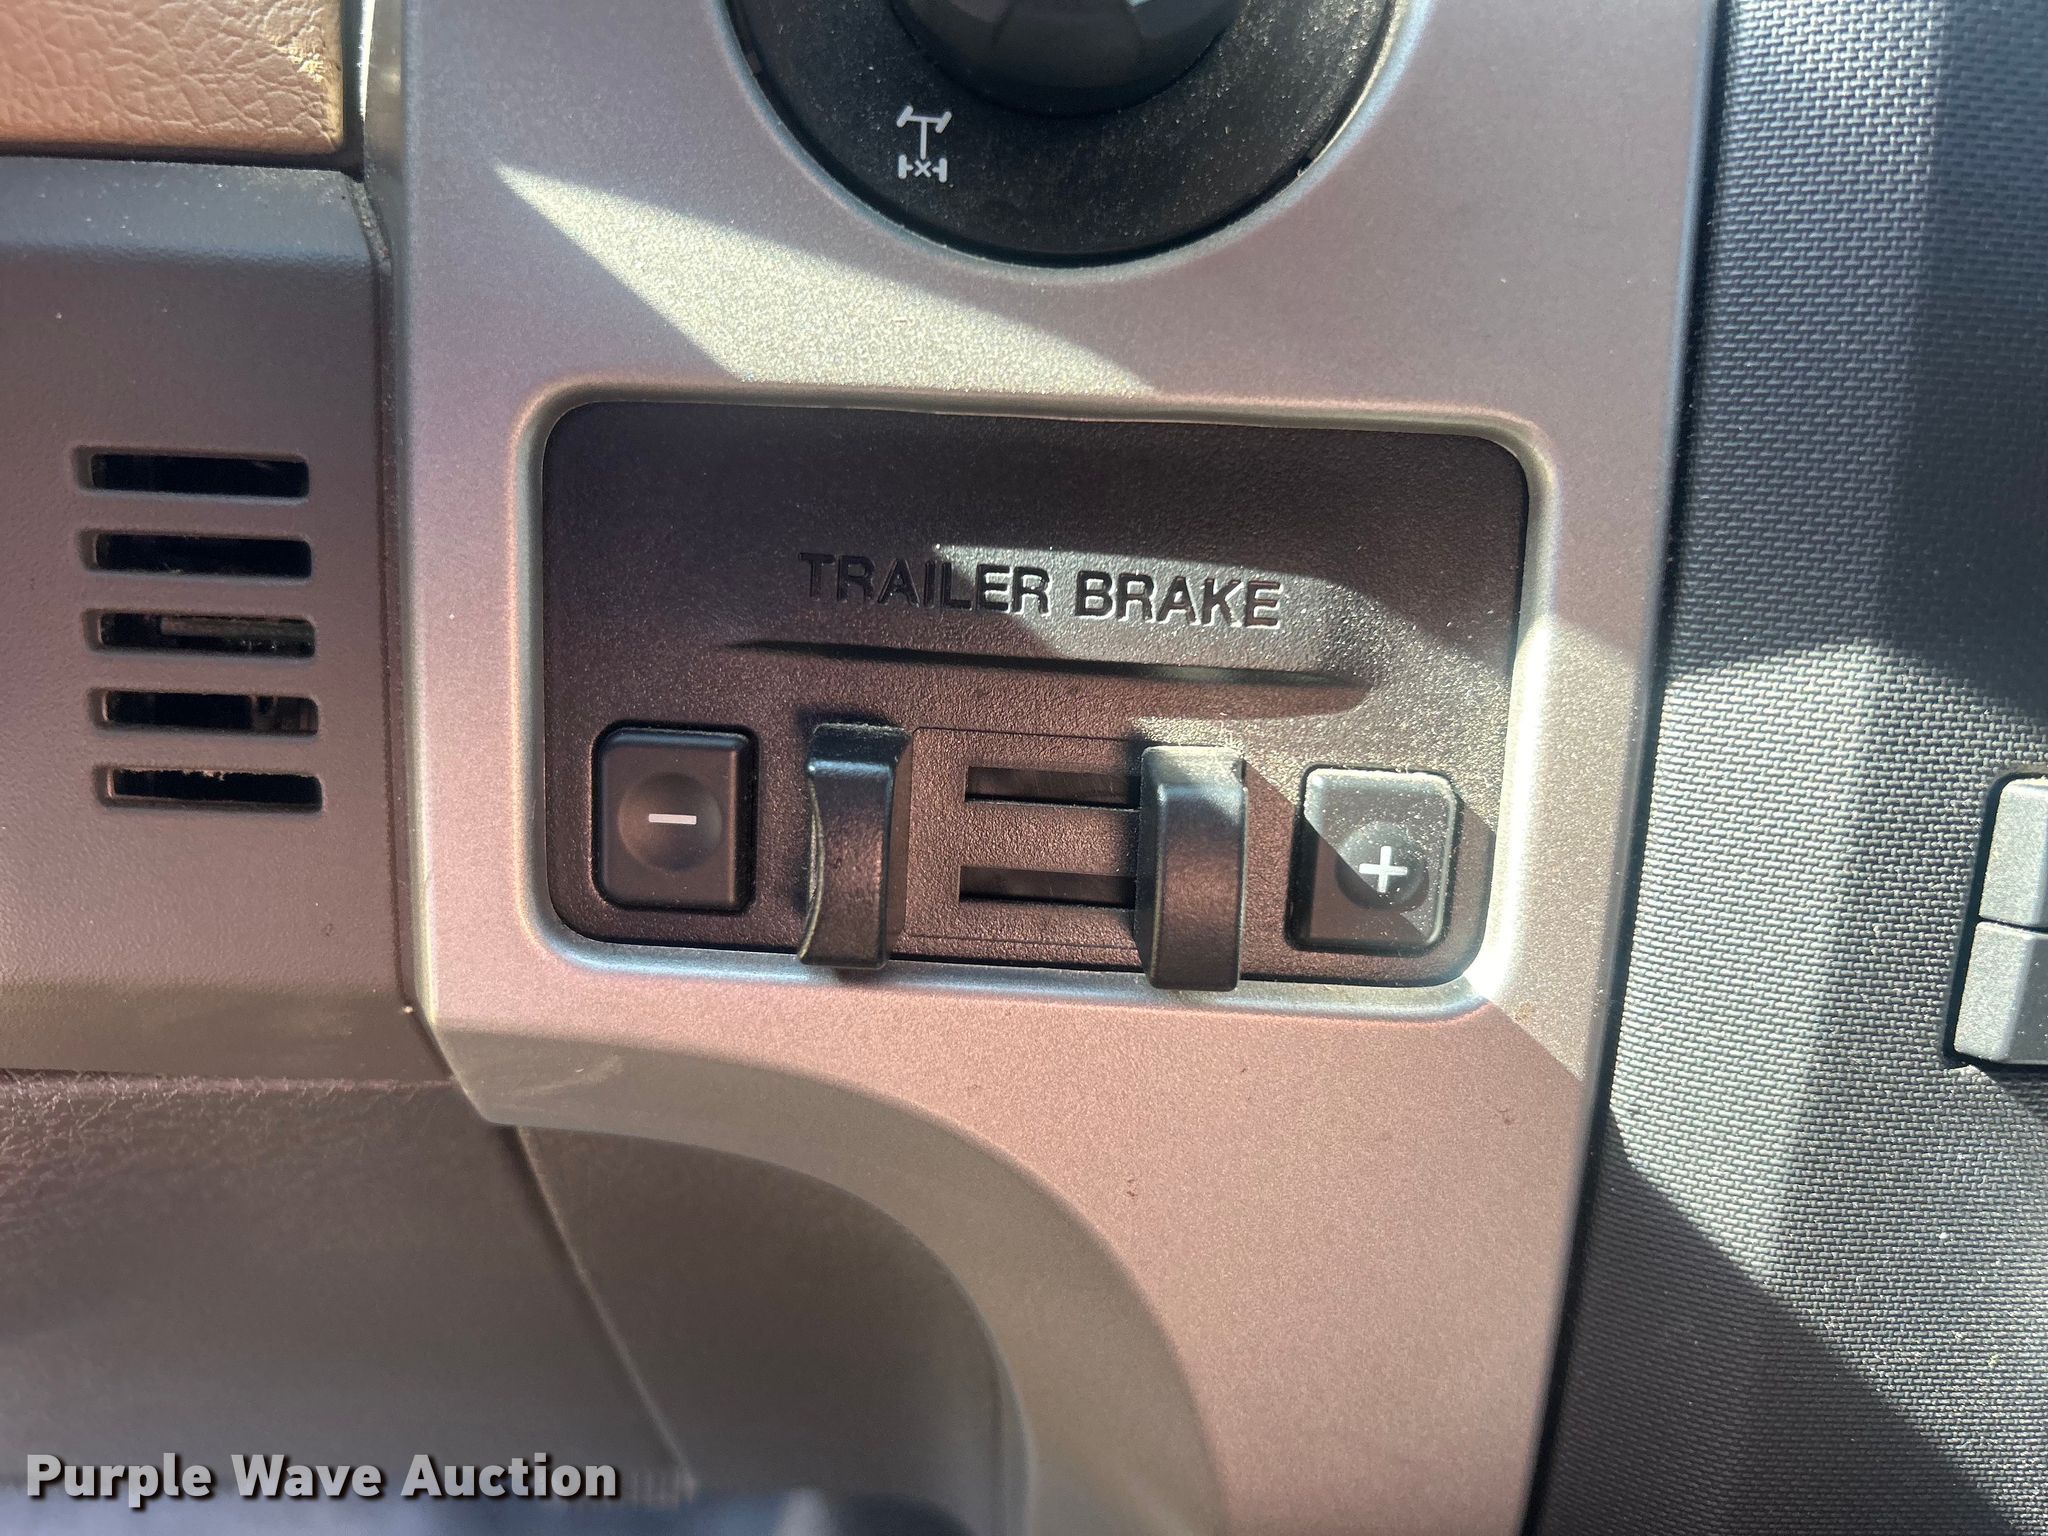 TRAILER BRAKE
− +
Purple Wave Auction